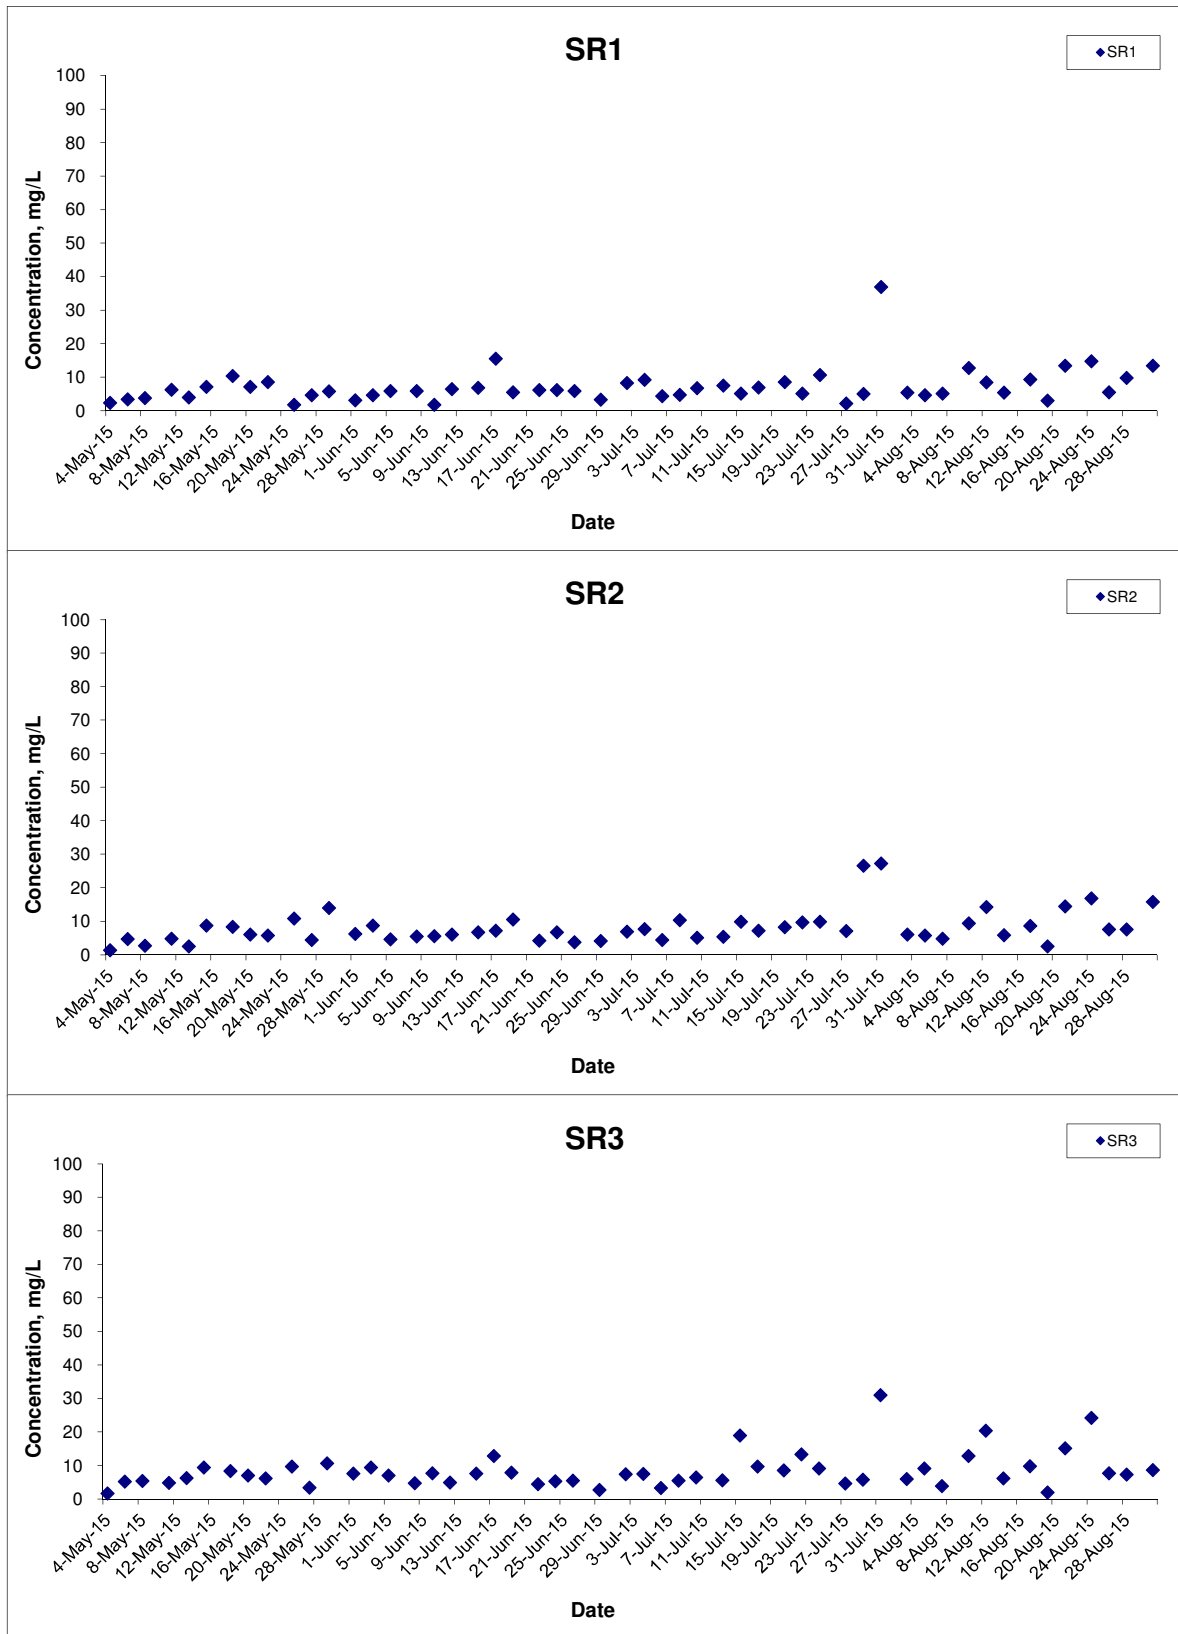 SR1
SR1
100
90
80
70
60
50
40
30
20
10
0
Concentration, mg/L
4-May-15
8-May-15
12-May-15
16-May-15
20-May-15
24-May-15
28-May-15
1-Jun-15
5-Jun-15
9-Jun-15
13-Jun-15
17-Jun-15
21-Jun-15
25-Jun-15
29-Jun-15
3-Jul-15
7-Jul-15
11-Jul-15
15-Jul-15
19-Jul-15
23-Jul-15
27-Jul-15
31-Jul-15
4-Aug-15
8-Aug-15
12-Aug-15
16-Aug-15
20-Aug-15
24-Aug-15
28-Aug-15
Date
SR2
SR2
100
90
80
70
60
50
40
30
20
10
0
Concentration, mg/L
4-May-15
8-May-15
12-May-15
16-May-15
20-May-15
24-May-15
28-May-15
1-Jun-15
5-Jun-15
9-Jun-15
13-Jun-15
17-Jun-15
21-Jun-15
25-Jun-15
29-Jun-15
3-Jul-15
7-Jul-15
11-Jul-15
15-Jul-15
19-Jul-15
23-Jul-15
27-Jul-15
31-Jul-15
4-Aug-15
8-Aug-15
12-Aug-15
16-Aug-15
20-Aug-15
24-Aug-15
28-Aug-15
Date
SR3
SR3
100
90
80
70
60
50
40
30
20
10
0
Concentration, mg/L
4-May-15
8-May-15
12-May-15
16-May-15
20-May-15
24-May-15
28-May-15
1-Jun-15
5-Jun-15
9-Jun-15
13-Jun-15
17-Jun-15
21-Jun-15
25-Jun-15
29-Jun-15
3-Jul-15
7-Jul-15
11-Jul-15
15-Jul-15
19-Jul-15
23-Jul-15
27-Jul-15
31-Jul-15
4-Aug-15
8-Aug-15
12-Aug-15
16-Aug-15
20-Aug-15
24-Aug-15
28-Aug-15
Date